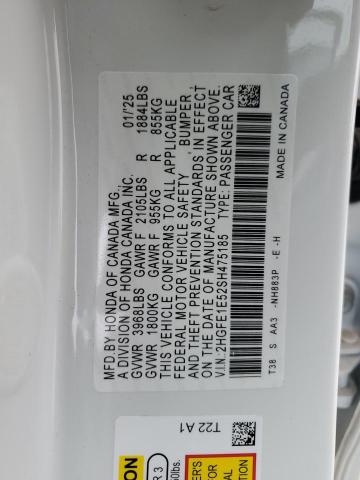 MFD.BY HONDA OF CANADA MFG.
A DIVISION OF HONDA CANADA INC. 01/'25
GVWR 3968LBS GAWR F 2105LBS R 1884LBS
GVWR 1800KG GAWR F 955KG R 855KG
THIS VEHICLE CONFORMS TO ALL APPLICABLE
FEDERAL MOTOR VEHICLE SAFETY , BUMPER,
AND THEFT PREVENTION STANDARDS IN EFFECT
ON THE DATE OF MANUFACTURE SHOWN ABOVE.
V.I.N.:2HGFE1E52SH475185 TYPE: PASSENGER CAR
T38 S AA3 -NH883P -E -H MADE IN CANADA
T22 A1